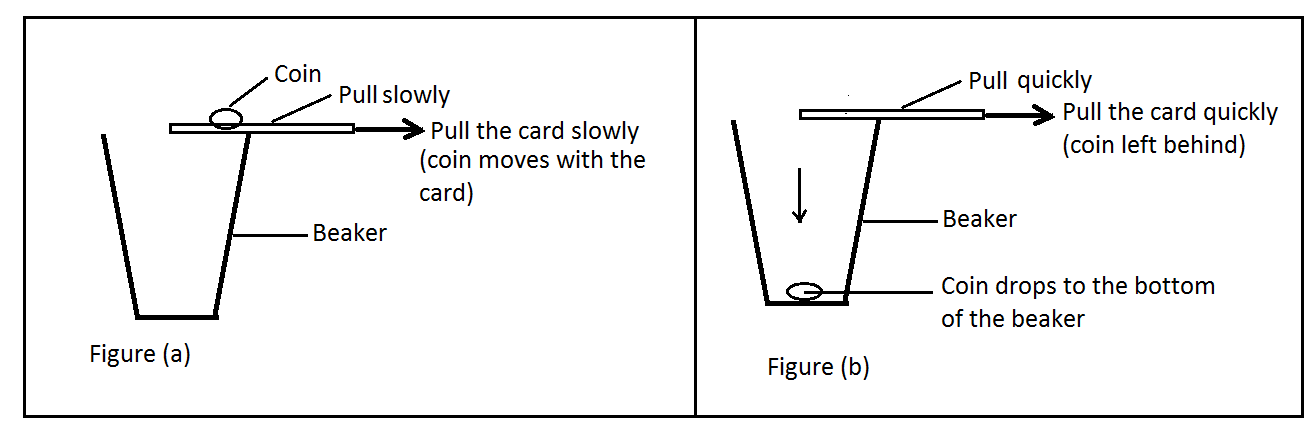 Coin
Pull slowly
Pull the card slowly
(coin moves with the
card)
Beaker
Figure (a)
Pull quickly
Pull the card quickly
(coin left behind)
Beaker
Coin drops to the bottom
of the beaker
Figure (b)